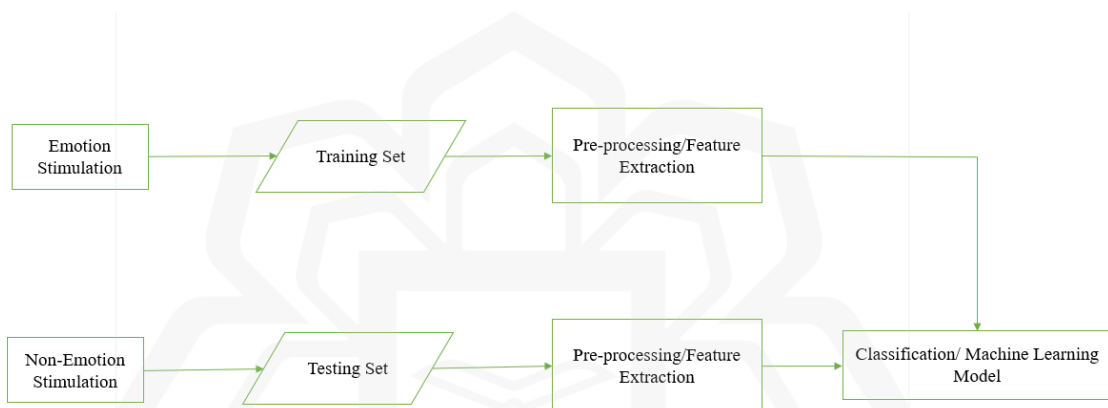 Emotion
Stimulation
Training Set
Pre-processing/Feature
Extraction
Non-Emotion
Stimulation
Testing Set
Pre-processing/Feature
Extraction
Classification/ Machine Learning
Model